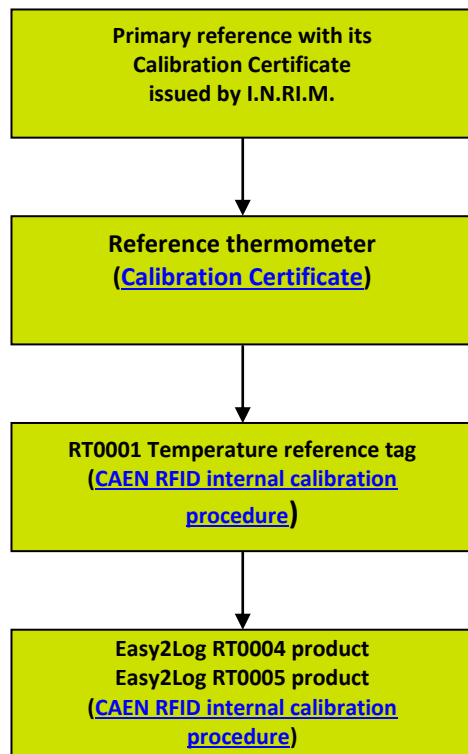 Primary reference with its
Calibration Certificate
issued by I.N.RI.M.
Reference thermometer
(Calibration Certificate)
RT0001 Temperature reference tag
(CAEN RFID internal calibration
procedure)
Easy2Log RT0004 product
Easy2Log RT0005 product
(CAEN RFID internal calibration
procedure)